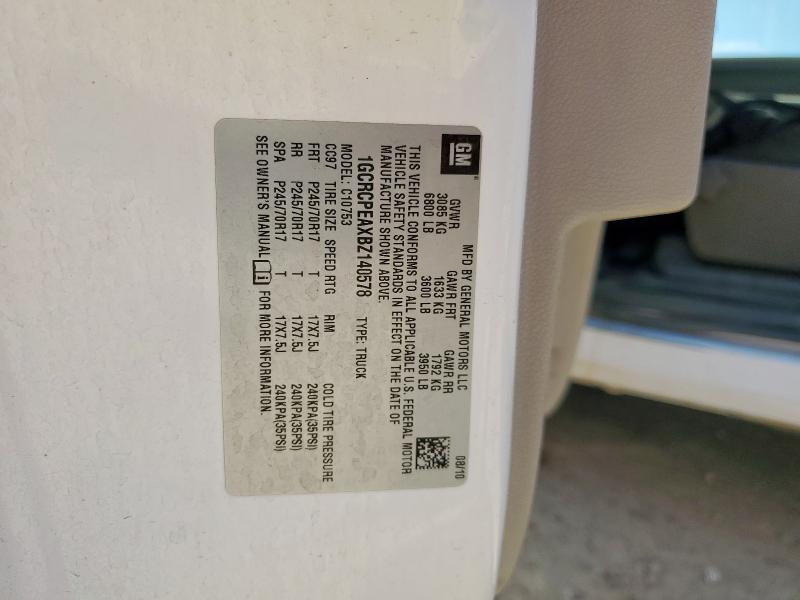 GM
MFD BY GENERAL MOTORS LLC 08/10
GVWR GAWR FRT GAWR RR
3085 KG 1633 KG 1792 KG
6800 LB 3600 LB 3950 LB
THIS VEHICLE CONFORMS TO ALL APPLICABLE U.S. FEDERAL MOTOR
VEHICLE SAFETY STANDARDS IN EFFECT ON THE DATE OF
MANUFACTURE SHOWN ABOVE.
1GCRCPEAXBZ140578 TYPE: TRUCK
MODEL: C10753
CC97 TIRE SIZE SPEED RTG RIM COLD TIRE PRESSURE
FRT P245/70R17 T 17X7.5J 240KPA(35PSI)
RR P245/70R17 T 17X7.5J 240KPA(35PSI)
SPA P245/70R17 T 17X7.5J 240KPA(35PSI)
SEE OWNER'S MANUAL FOR MORE INFORMATION.